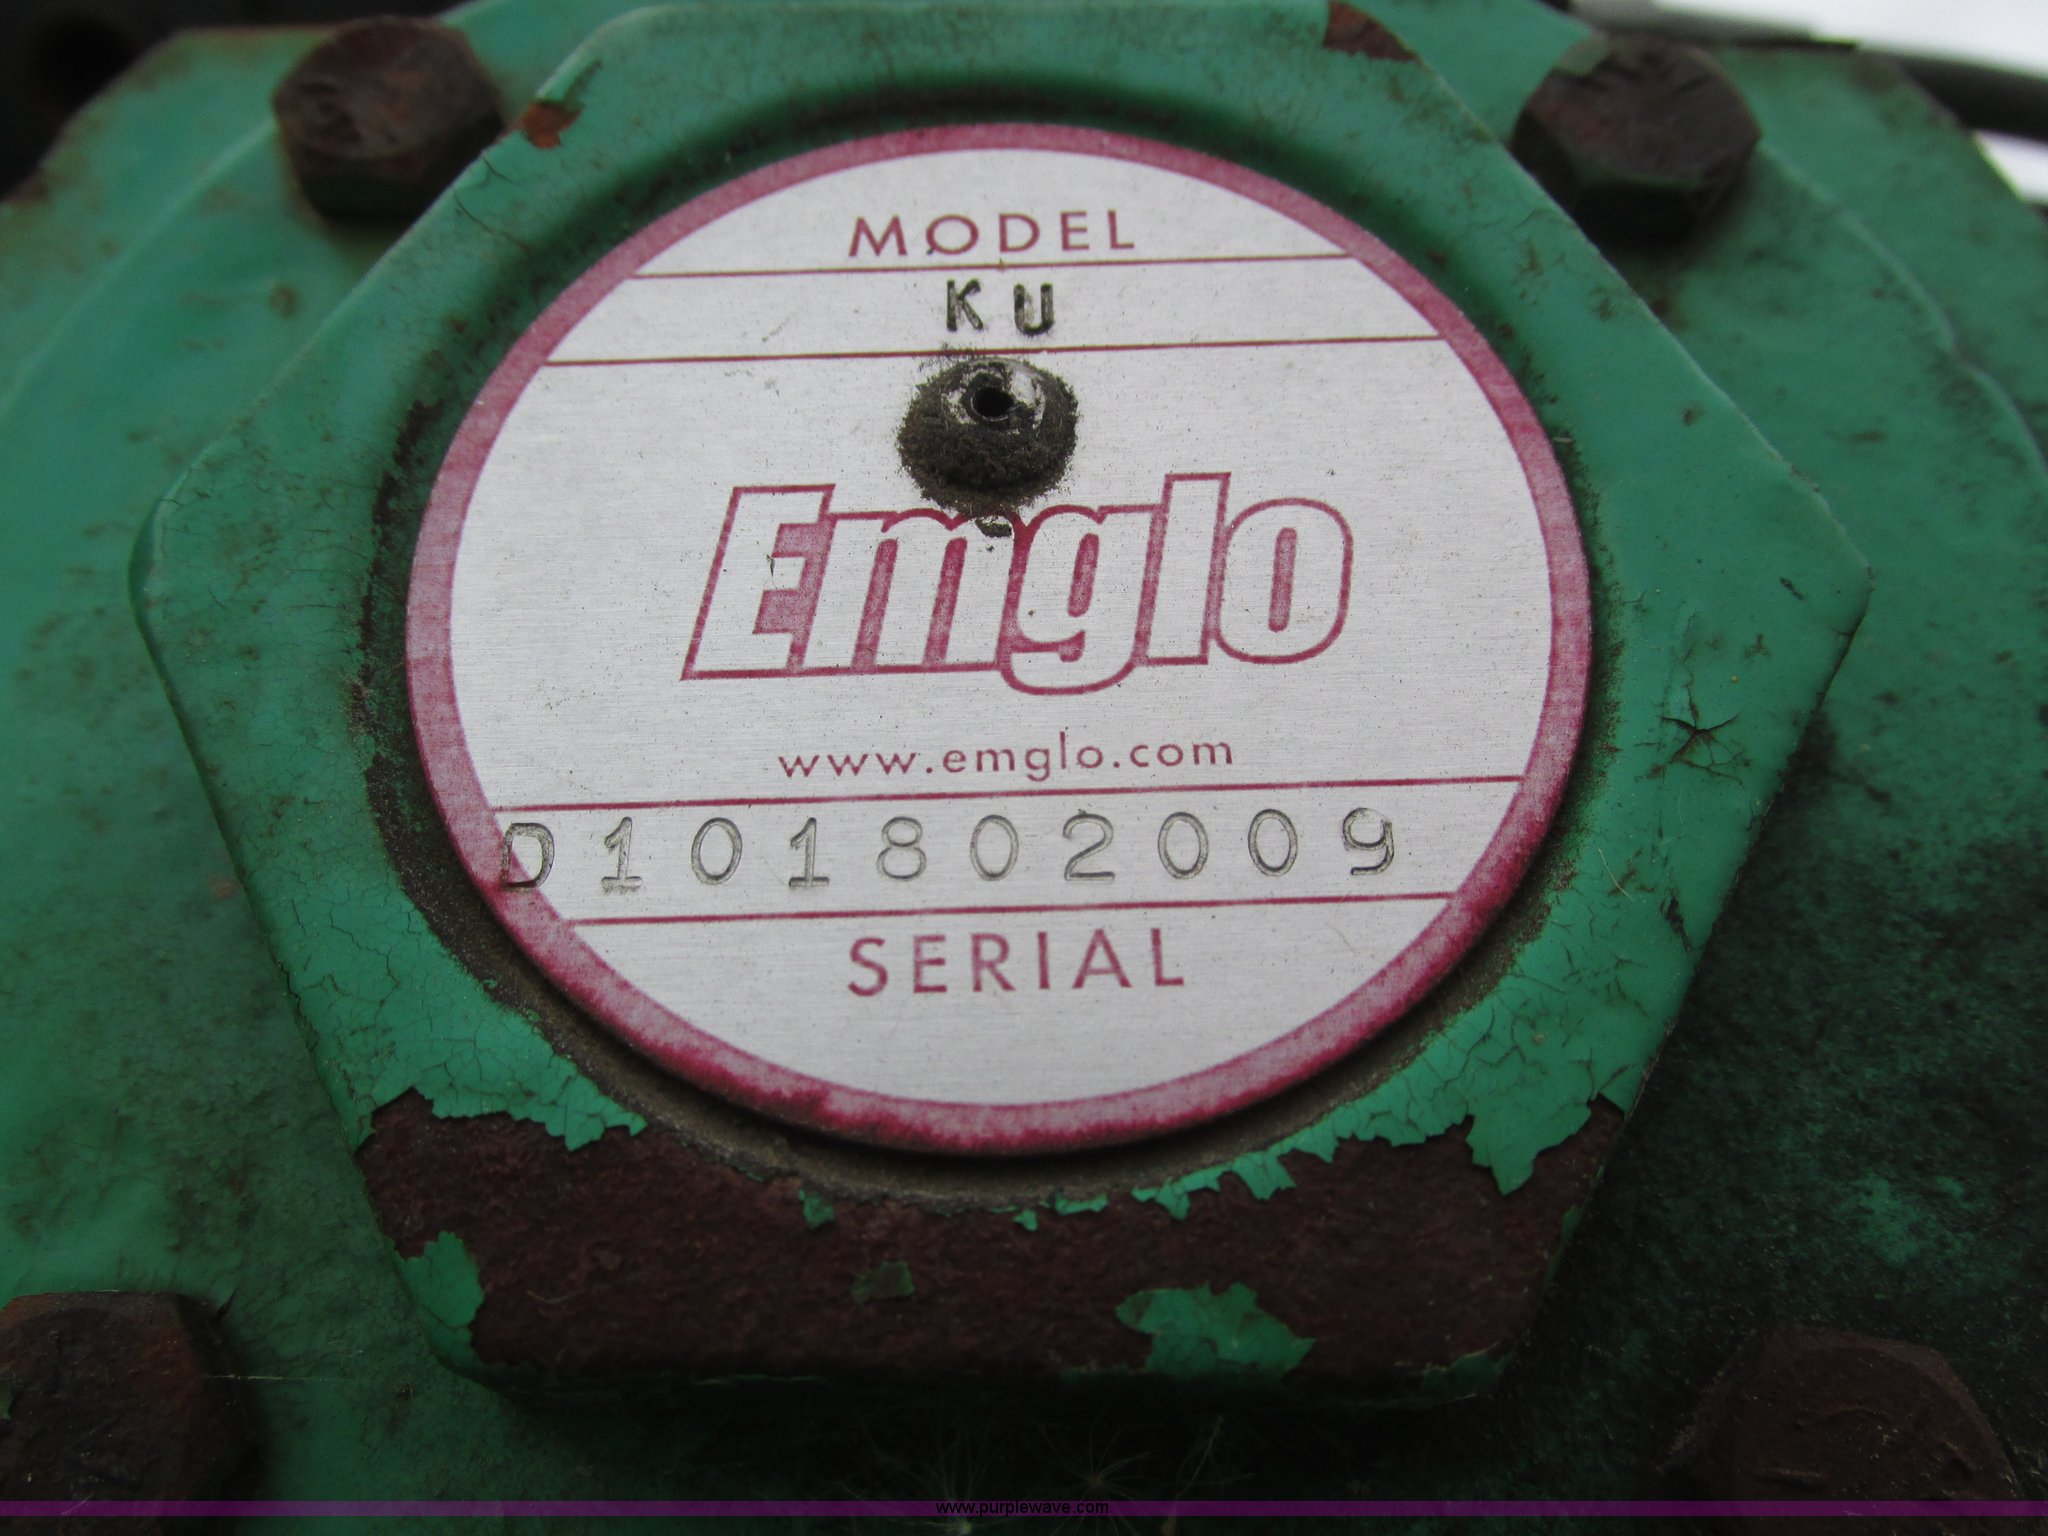 MODEL
KU
Emglo
www.emglo.com
D101802009
SERIAL
www.purplewave.com